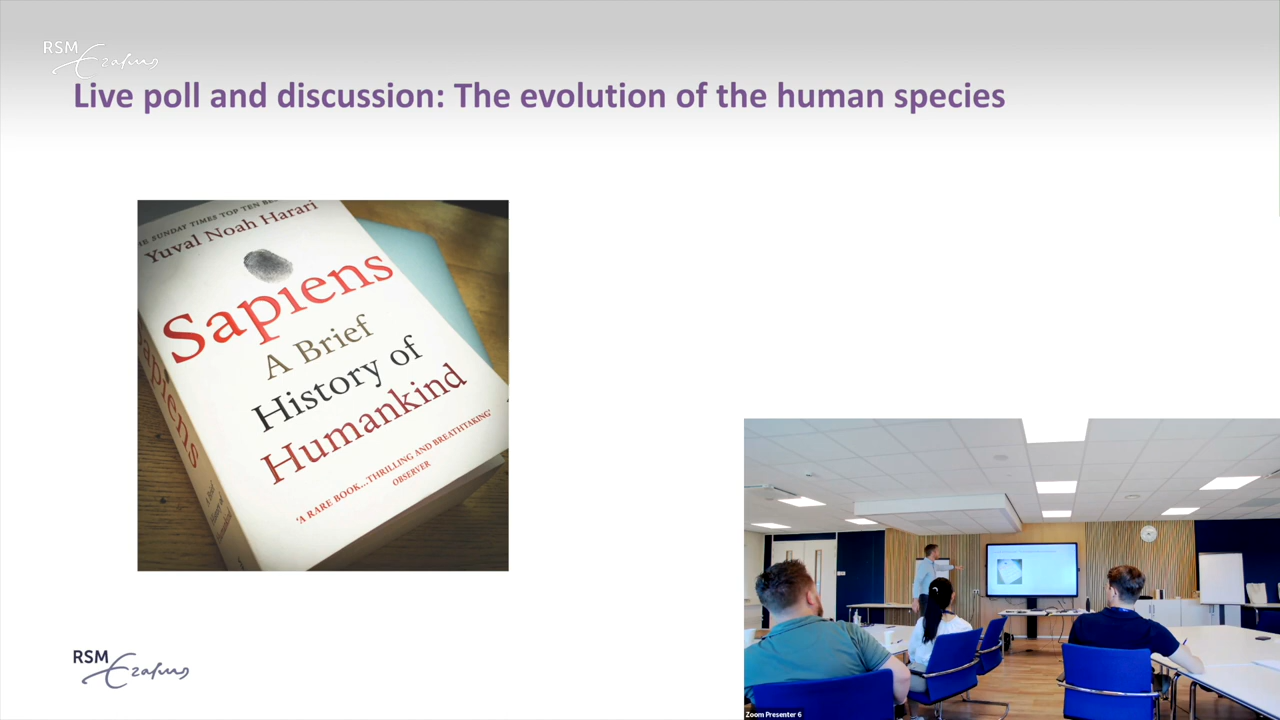 RSM
Erasmus
Live poll and discussion: The evolution of the human species
THE SUNDAY TIMES TOP TEN
Yuval Noah Harari
Sapiens
A Brief
History of
Humankind
'A RARE BOOK...THRILLING AND BREATHTAKING'
OBSERVER
Sapiens
RSM
Erasmus
Zoom Presenter 6